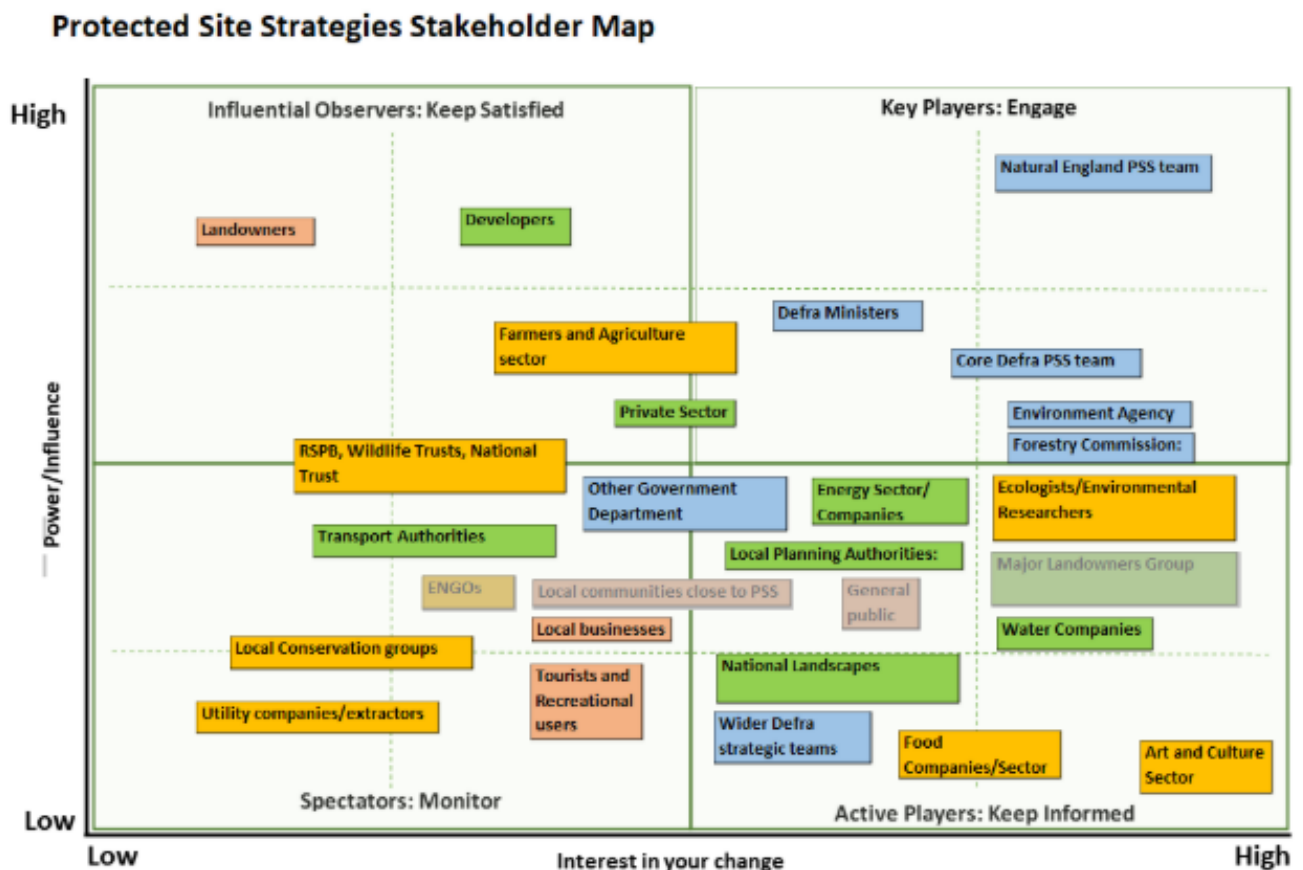 Protected Site Strategies Stakeholder Map
High
Influential Observers: Keep Satisfied
Key Players: Engage
Natural England PSS team
Landowners
Developers
Defra Ministers
Farmers and Agriculture
sector
Core Defra PSS team
Private Sector
Environment Agency
Forestry Commission:
Power/Influence
RSPB, Wildlife Trusts, National
Trust
Other Government
Department
Energy Sector/
Companies
Ecologists/Environmental
Researchers
Transport Authorities
Local Planning Authorities:
Major Landowners Group
ENGOs
Local communities close to PSS
General
public
Local businesses
Water Companies
Local Conservation groups
National Landscapes
Tourists and
Recreational
users
Utility companies/extractors
Wider Defra
strategic teams
Food
Companies/Sector
Art and Culture
Sector
Spectators: Monitor
Active Players: Keep Informed
Low
Low
Interest in your change
High